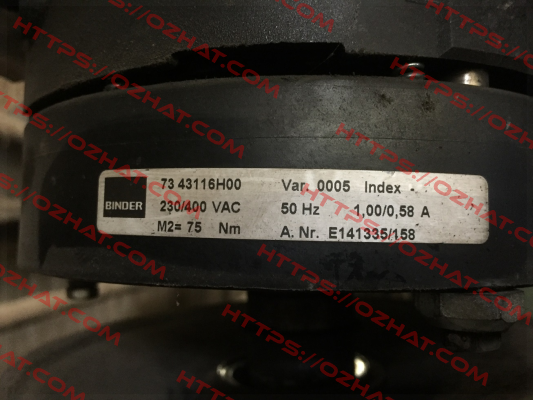 73 43116H00 Var. 0005 Index -
BINDER 230/400 VAC 50 Hz 1,00/0,58 A
M2= 75 Nm A. Nr. E141335/158
HTTPS://OZHAT.COM